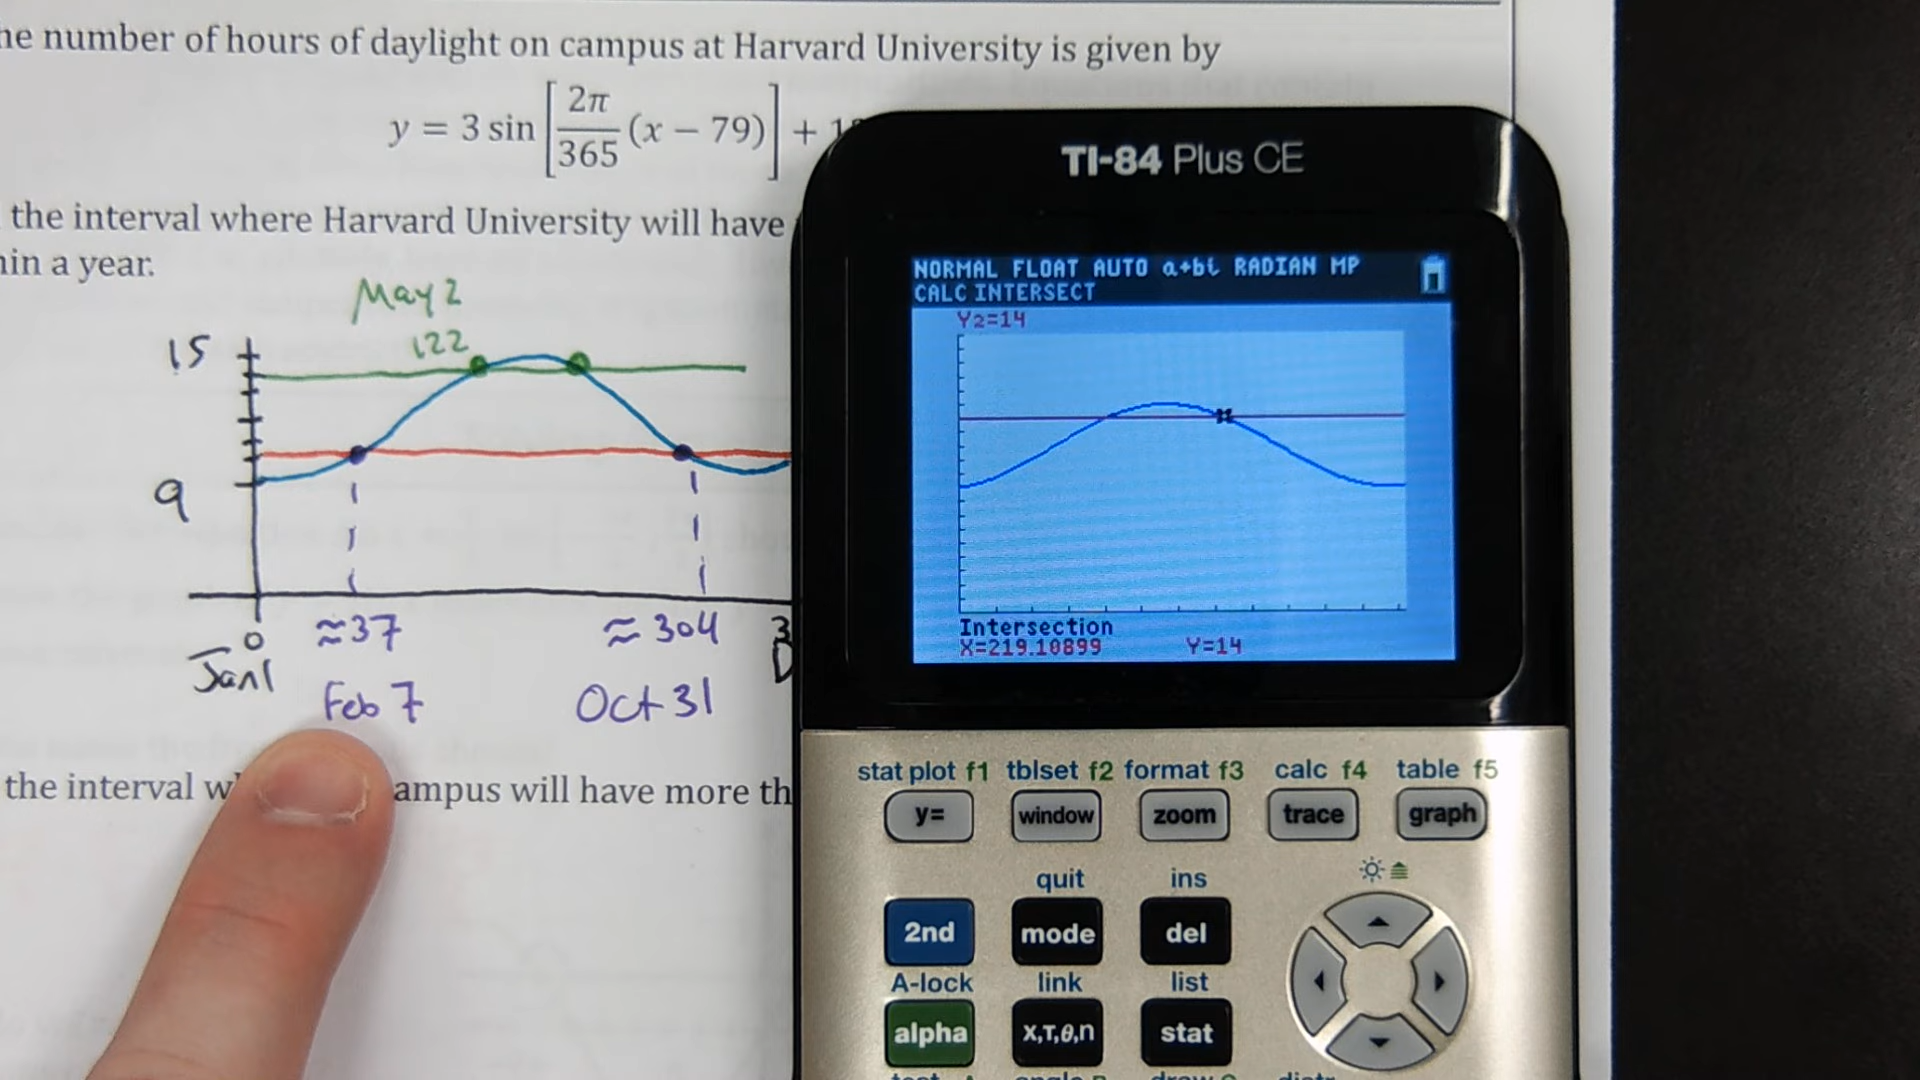 he number of hours of daylight on campus at Harvard University is given by
y = 3 sin [2π/365 (x − 79)] + 1
the interval where Harvard University will have
in a year.
May 2
122
15
9
0
Jan 1
≈37
Feb 7
≈ 304
Oct 31
3
D
the interval w ampus will have more th
TI-84 Plus CE
NORMAL FLOAT AUTO a+bi RADIAN MP
CALC INTERSECT
Y2=14
Intersection
X=219.10899 Y=14
stat plot f1 tblset f2 format f3 calc f4 table f5
y= window zoom trace graph
quit ins
2nd mode del
A-lock link list
alpha X,T,θ,n stat